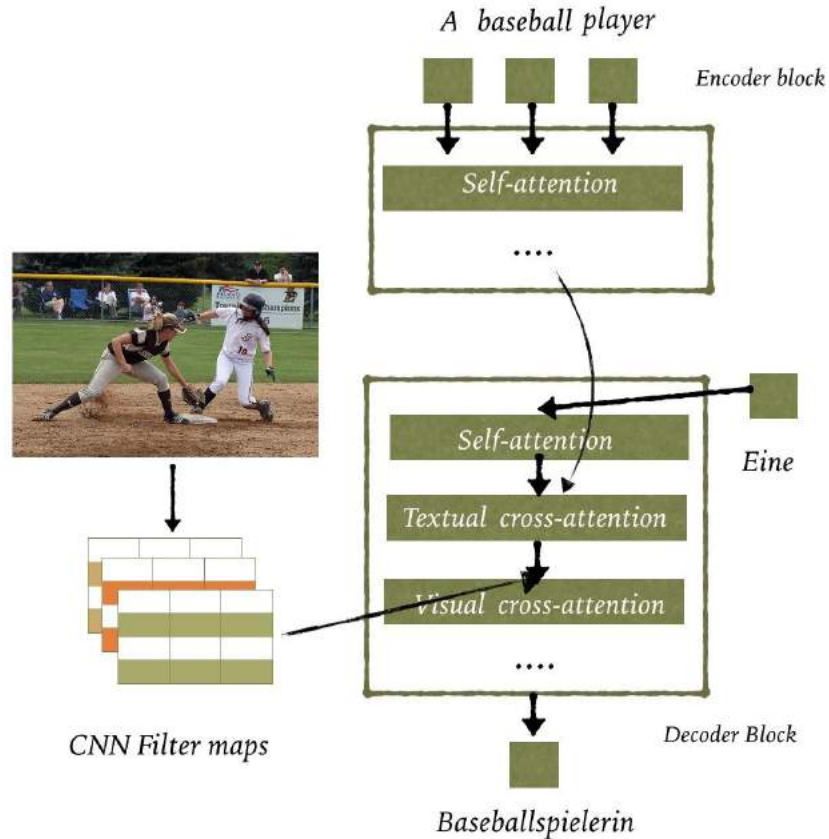 A baseball player
Encoder block
Self-attention
....
10
Self-attention
Eine
Textual cross-attention
Visual cross-attention
....
CNN Filter maps
Decoder Block
Baseballspielerin